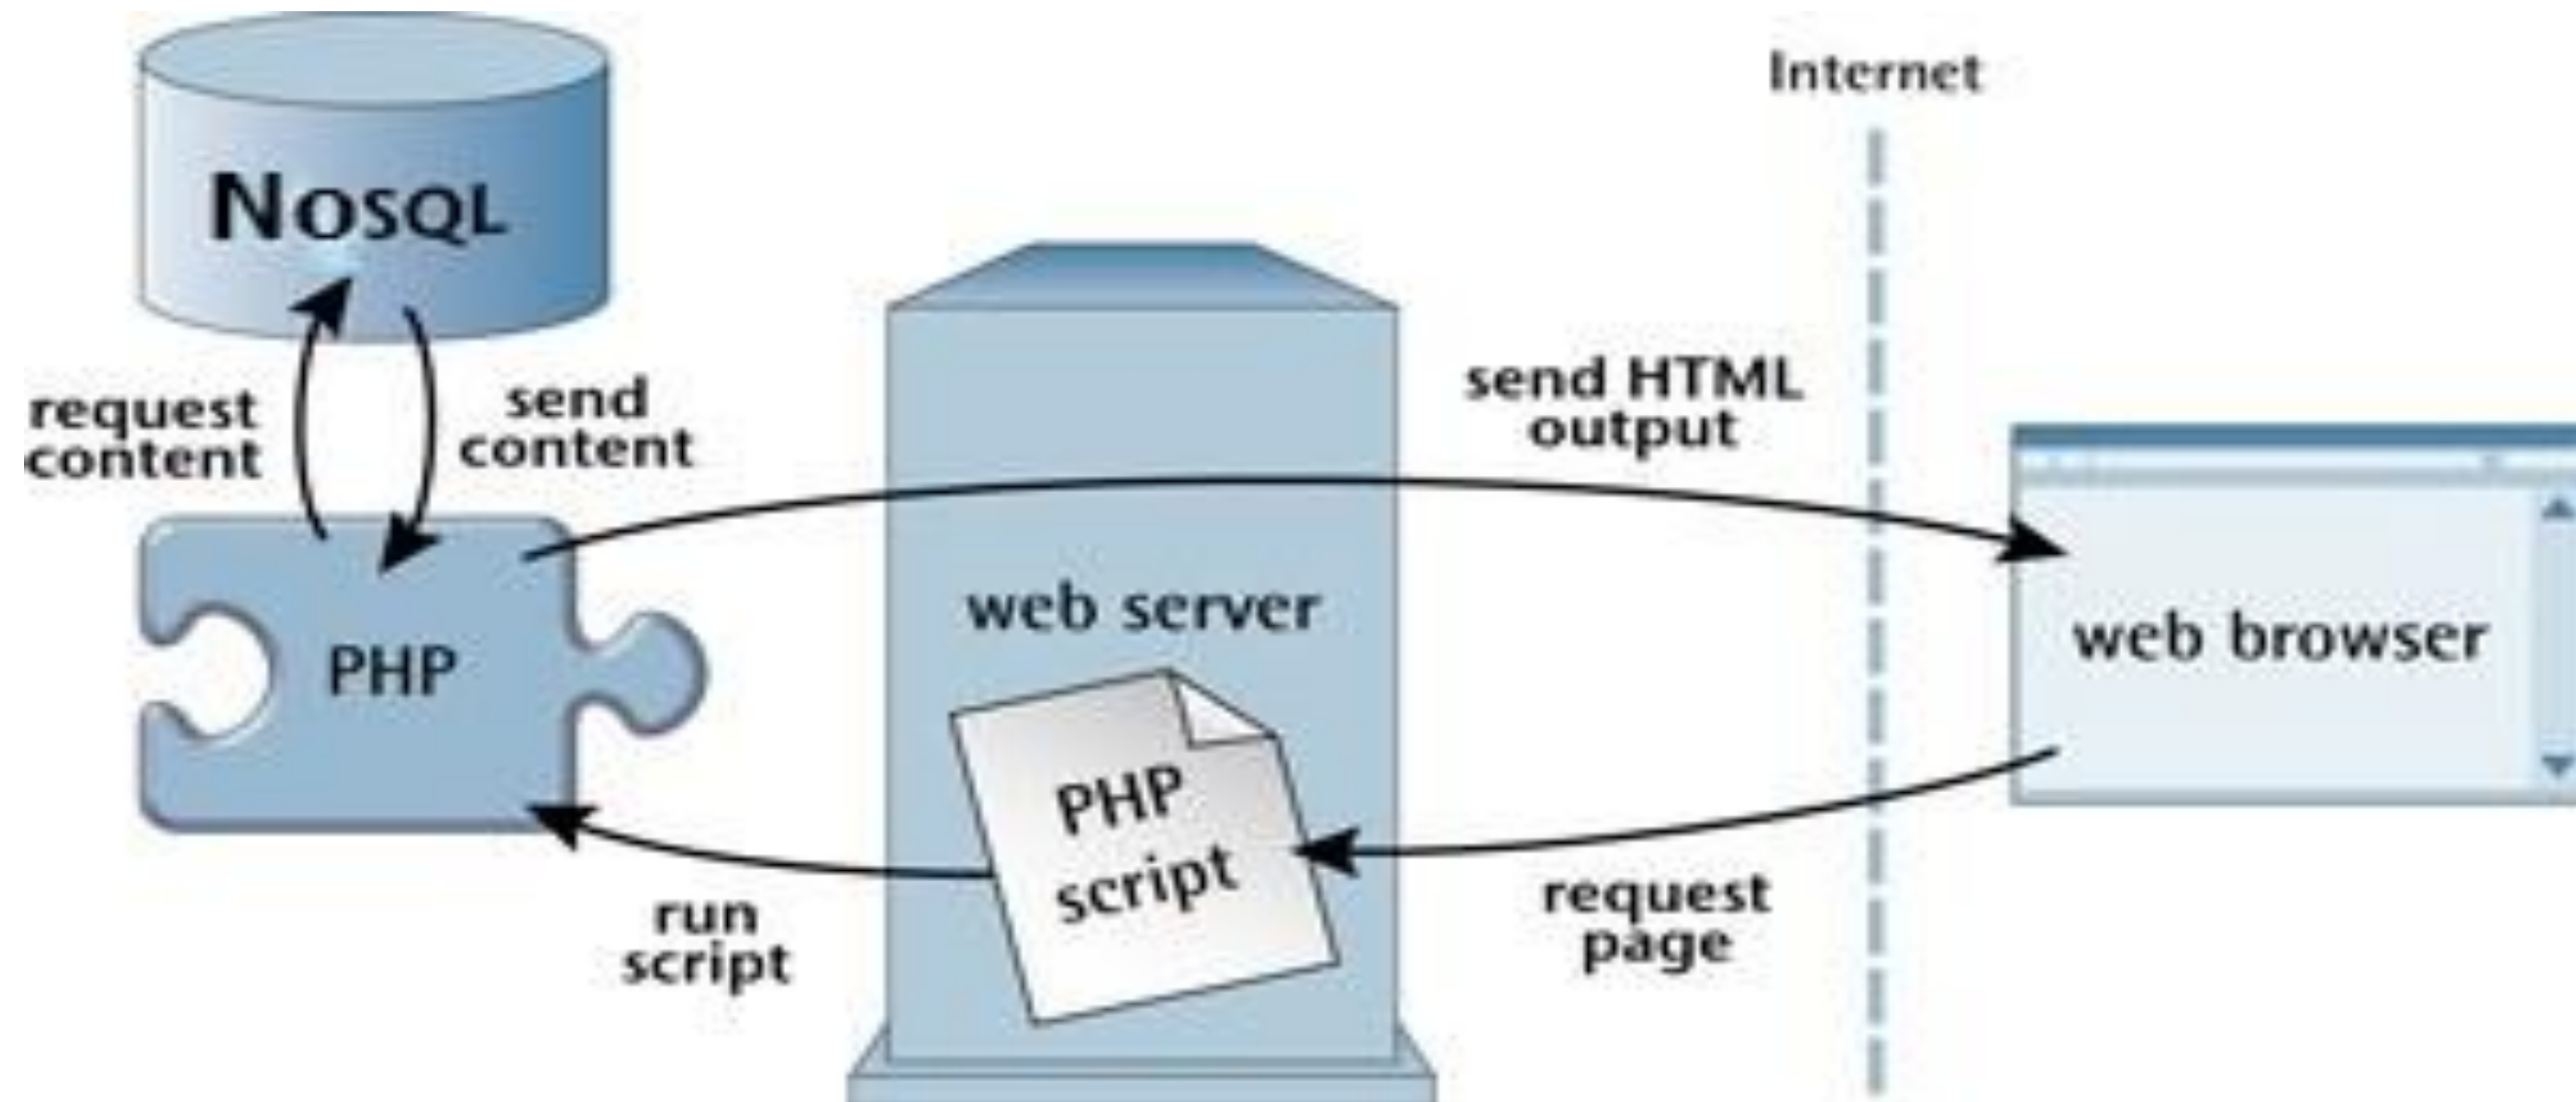 Internet
NoSQL
request
content
send
content
send HTML
output
web server
web browser
PHP
PHP
script
run
script
request
page